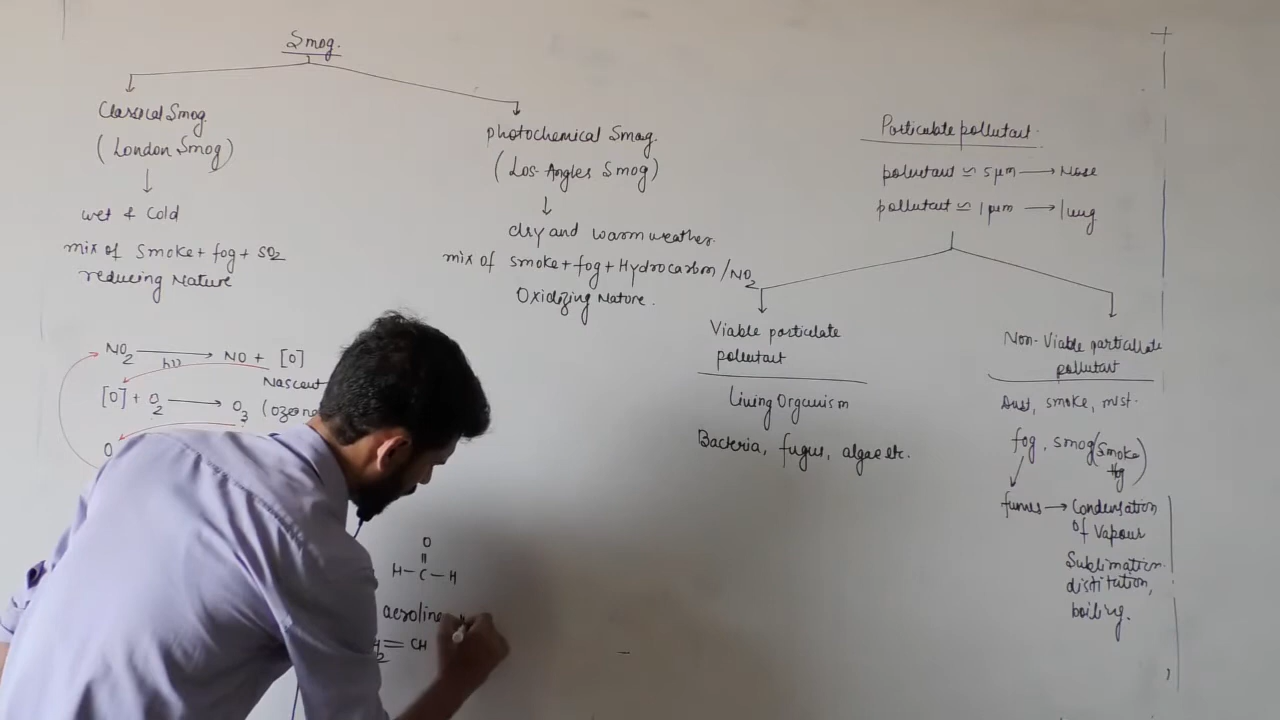 Smog.
Classical Smog.
(London Smog)
wet & Cold
mix of Smoke + fog + SO2
reducing Nature
photochemical Smog.
(Los-Angles Smog)
dry and warm weather.
mix of smoke + fog + Hydrocarbon / NO2
Oxidizing Nature.
NO2 hν → NO + [O]
Nascent
[O] + O2 → O3 (Ozone
O
O
H-C-H
acroline
= CH
Particulate pollutant.
pollutant ≃ 5μm → Nose
pollutant ≃ 1μm → lung
Viable particulate
pollutant
Living Organism
Bacteria, fugus, algae etc.
Non-Viable particulate
pollutant
Dust, smoke, mist.
fog, smog (Smoke
fog)
fumes → Condensation
of Vapour
Sublimation
distilation,
boiling.